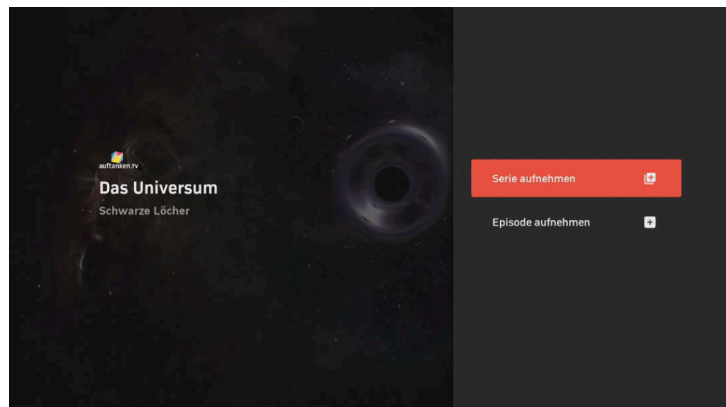 auftanken.tv
Das Universum
Schwarze Löcher
Serie aufnehmen
Episode aufnehmen